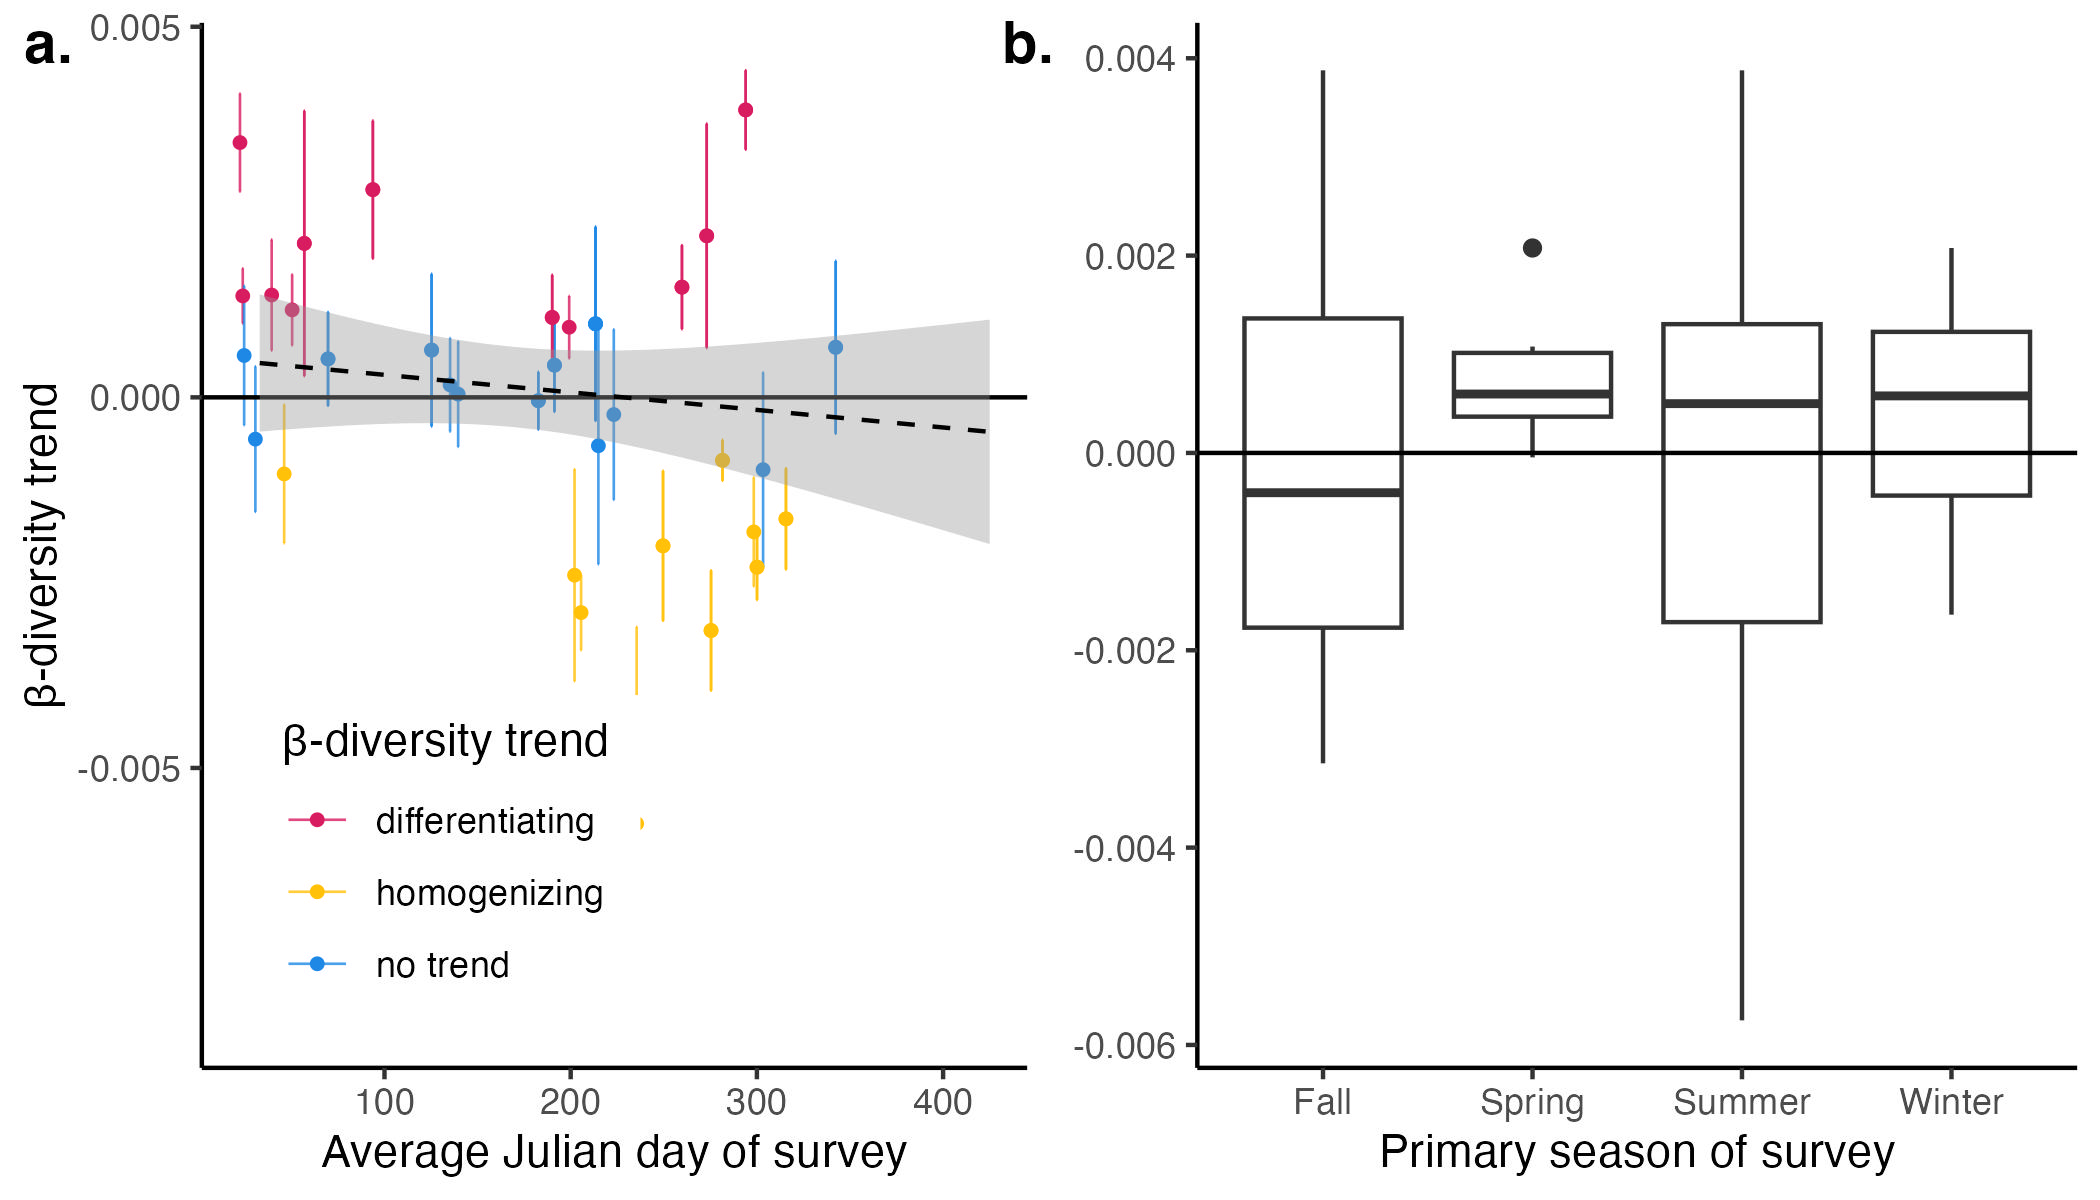 a.
0.005
0.000
-0.005
β-diversity trend
β-diversity trend
differentiating
homogenizing
no trend
100 200 300 400
Average Julian day of survey
b.
0.004
0.002
0.000
-0.002
-0.004
-0.006
Fall Spring Summer Winter
Primary season of survey